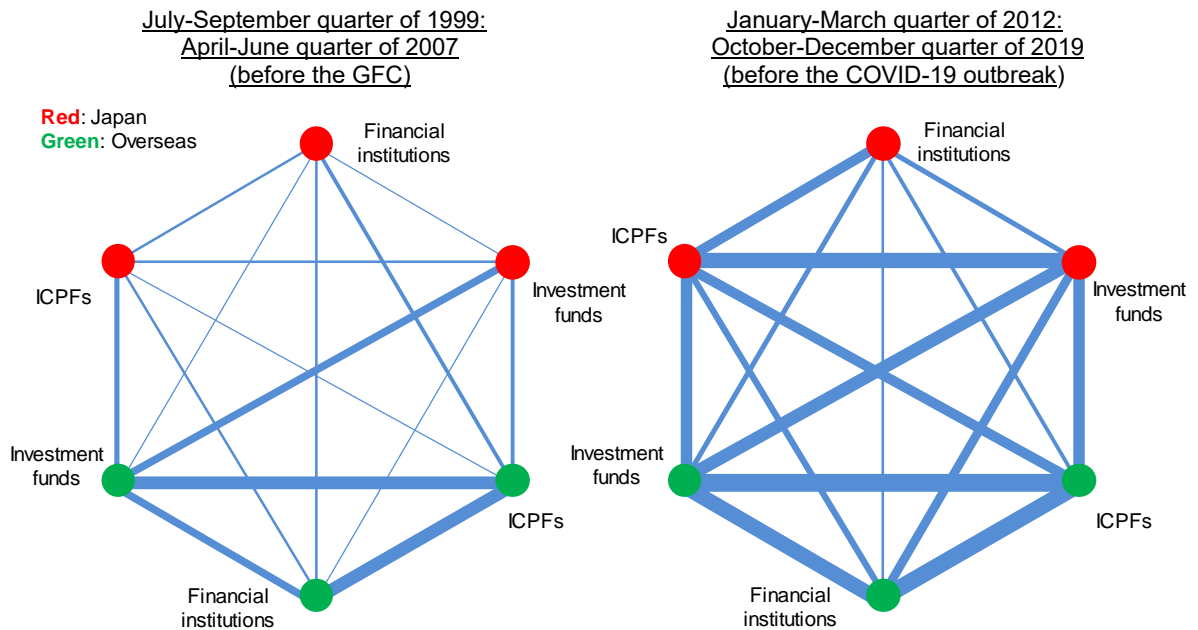 July-September quarter of 1999:
April-June quarter of 2007
(before the GFC)
Red: Japan
Green: Overseas
Financial
institutions
ICPFs
Investment
funds
Investment
funds
ICPFs
Financial
institutions
January-March quarter of 2012:
October-December quarter of 2019
(before the COVID-19 outbreak)
Financial
institutions
ICPFs
Investment
funds
Investment
funds
ICPFs
Financial
institutions